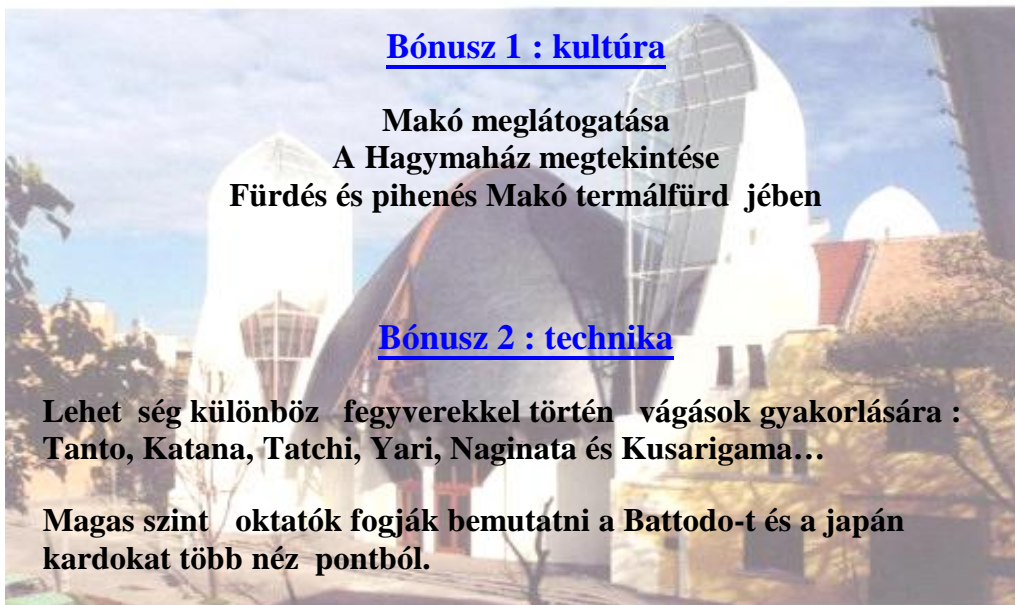 Bónusz 1 : kultúra
Makó meglátogatása
A Hagymaház megtekintése
Fürdés és pihenés Makó termálfürd  jében
Bónusz 2 : technika
Lehet  ség különböz   fegyverekkel történ   vágások gyakorlására :
Tanto, Katana, Tatchi, Yari, Naginata és Kusarigama…
Magas szint   oktatók fogják bemutatni a Battodo-t és a japán
kardokat több néz  pontból.